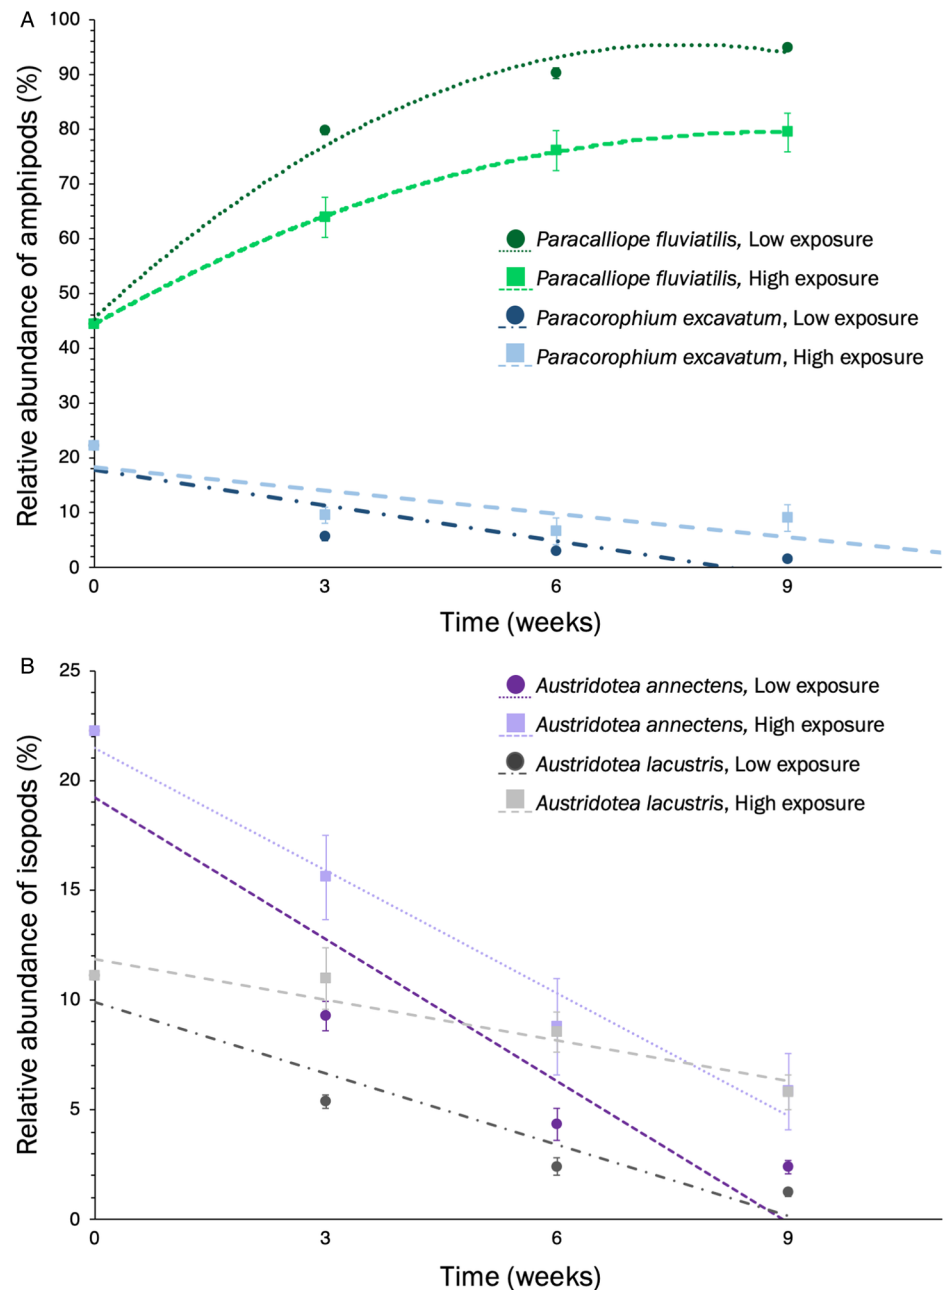 A
100
90
80
70
60
50
40
30
20
10
0
Relative abundance of amphipods (%)
Paracalliope fluviatilis, Low exposure
Paracalliope fluviatilis, High exposure
Paracorophium excavatum, Low exposure
Paracorophium excavatum, High exposure
0 3 6 9
Time (weeks)
B
25
20
15
10
5
0
Relative abundance of isopods (%)
Austridotea annectens, Low exposure
Austridotea annectens, High exposure
Austridotea lacustris, Low exposure
Austridotea lacustris, High exposure
0 3 6 9
Time (weeks)